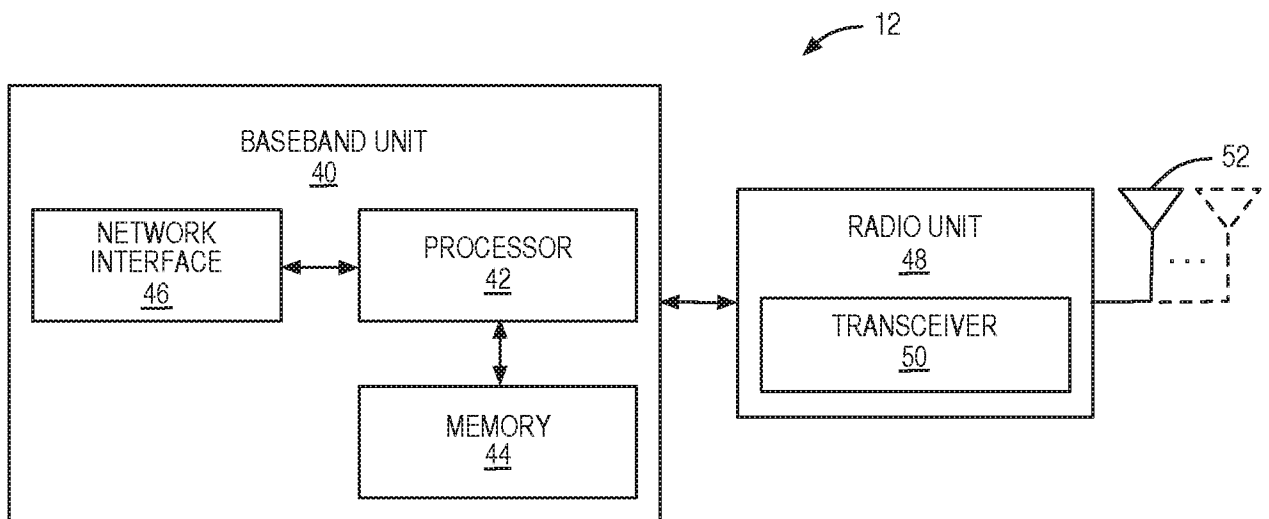 12
BASEBAND UNIT
40
NETWORK
INTERFACE
46
PROCESSOR
42
MEMORY
44
RADIO UNIT
48
TRANSCEIVER
50
52
...